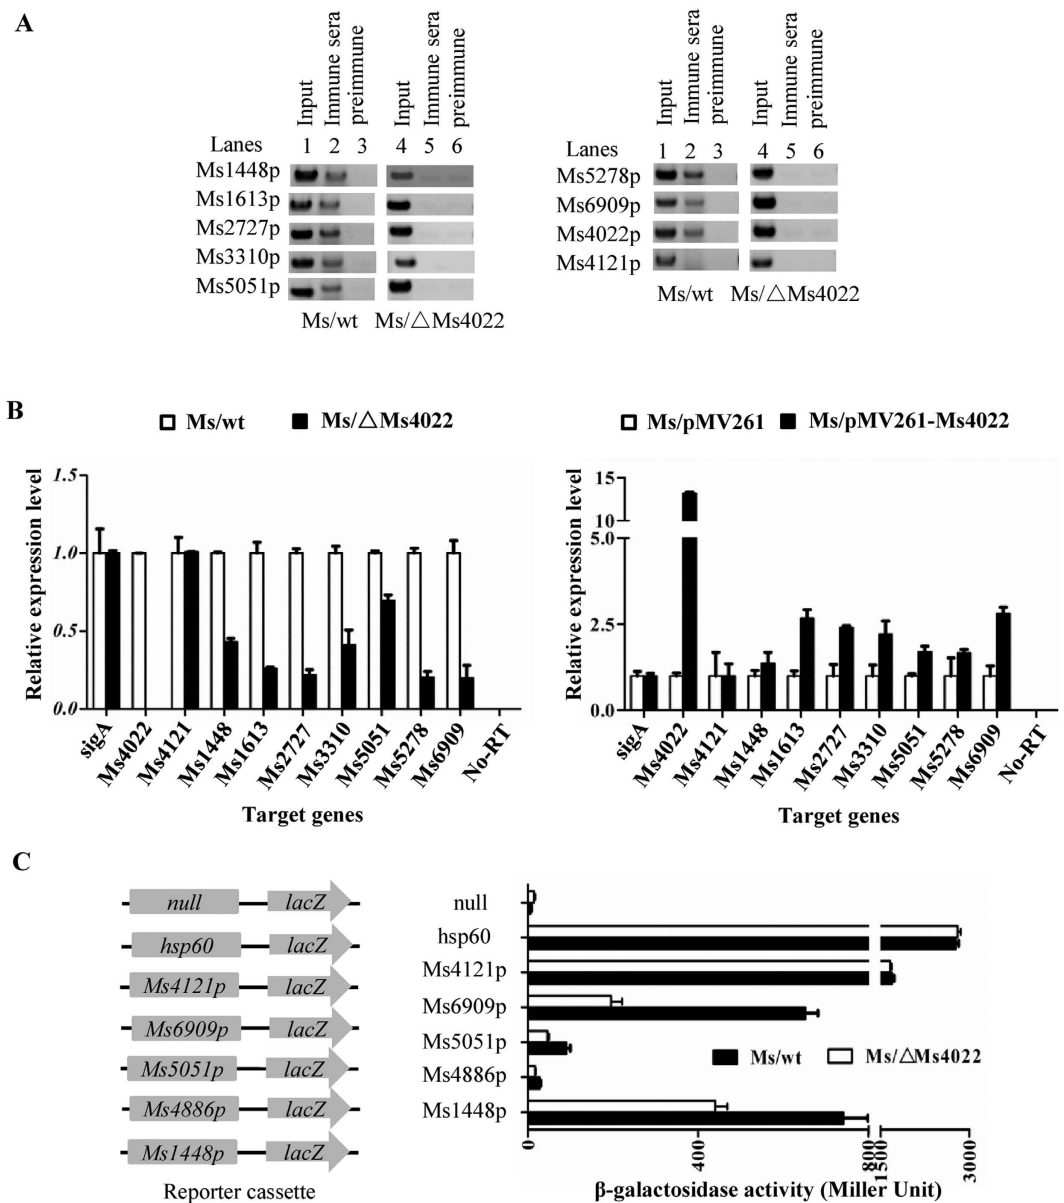 A
Input Immune sera preimmune Input Immune sera preimmune
Lanes 1 2 3 4 5 6
Ms1448p
Ms1613p
Ms2727p
Ms3310p
Ms5051p
Ms/wt Ms/△Ms4022
Input Immune sera preimmune Input Immune sera preimmune
Lanes 1 2 3 4 5 6
Ms5278p
Ms6909p
Ms4022p
Ms4121p
Ms/wt Ms/△Ms4022
B
Ms/wt Ms/△Ms4022
Relative expression level
1.5
1.0
0.5
0.0
sigA Ms4022 Ms4121 Ms1448 Ms1613 Ms2727 Ms3310 Ms5051 Ms5278 Ms6909 No-RT
Target genes
Ms/pMV261 Ms/pMV261-Ms4022
Relative expression level
15
10
5.0
2.5
0.0
sigA Ms4022 Ms4121 Ms1448 Ms1613 Ms2727 Ms3310 Ms5051 Ms5278 Ms6909 No-RT
Target genes
C
null lacZ
hsp60 lacZ
Ms4121p lacZ
Ms6909p lacZ
Ms5051p lacZ
Ms4886p lacZ
Ms1448p lacZ
Reporter cassette
null
hsp60
Ms4121p
Ms6909p
Ms5051p
Ms4886p
Ms1448p
Ms/wt Ms/△Ms4022
0 400 800 1500 3000
β-galactosidase activity (Miller Unit)